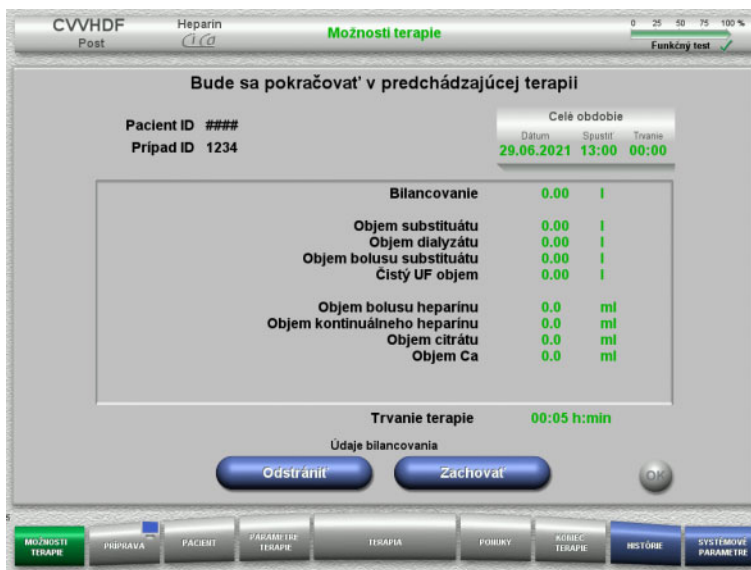 CVVHDF
Post
Heparin
Ci Ca
Možnosti terapie
0 25 50 75 100 %
Funkčný test
Bude sa pokračovať v predchádzajúcej terapii
Pacient ID ####
Prípad ID 1234
Celé obdobie
Dátum Spustiť Trvanie
29.06.2021 13:00 00:00
Bilancovanie 0.00 l
Objem substituátu 0.00 l
Objem dialyzátu 0.00 l
Objem bolusu substituátu 0.00 l
Čistý UF objem 0.00 l
Objem bolusu heparínu 0.0 ml
Objem kontinuálneho heparínu 0.0 ml
Objem citrátu 0.0 ml
Objem Ca 0.0 ml
Trvanie terapie 00:05 h:min
Údaje bilancovania
Odstrániť Zachovať OK
5
MOŽNOSTI TERAPIE
PRÍPRAVA
PACIENT
PARAMETRE TERAPIE
TERAPIA
PONUKY
KONIEC TERAPIE
HISTÓRIE
SYSTÉMOVÉ PARAMETRE